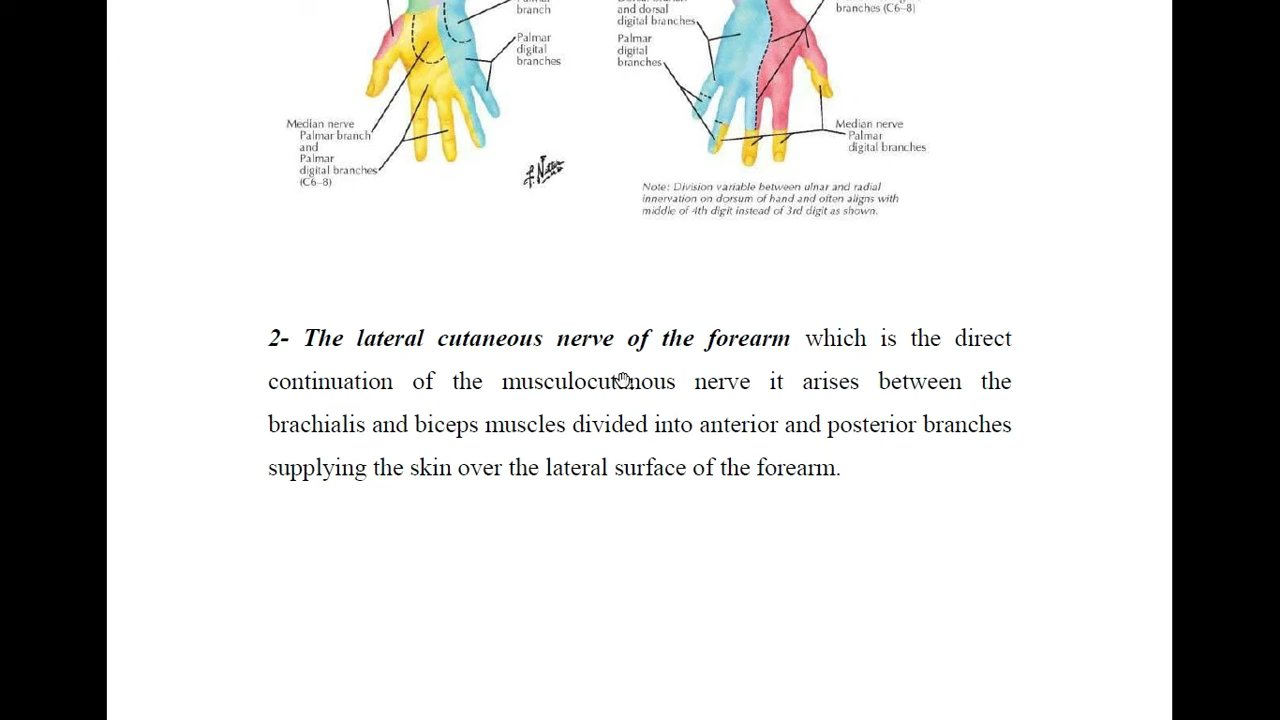 branch
Palmar
digital
branches
Median nerve
Palmar branch
and
Palmar
digital branches
(C6–8)
and dorsal
digital branches
Palmar
digital
branches
branches (C6–8)
Median nerve
Palmar
digital branches
Note: Division variable between ulnar and radial
innervation on dorsum of hand and often aligns with
middle of 4th digit instead of 3rd digit as shown.
2- The lateral cutaneous nerve of the forearm which is the direct
continuation of the nerve it arises between the
brachialis and biceps muscles divided into anterior and posterior branches
supplying the skin over the lateral surface of the forearm.